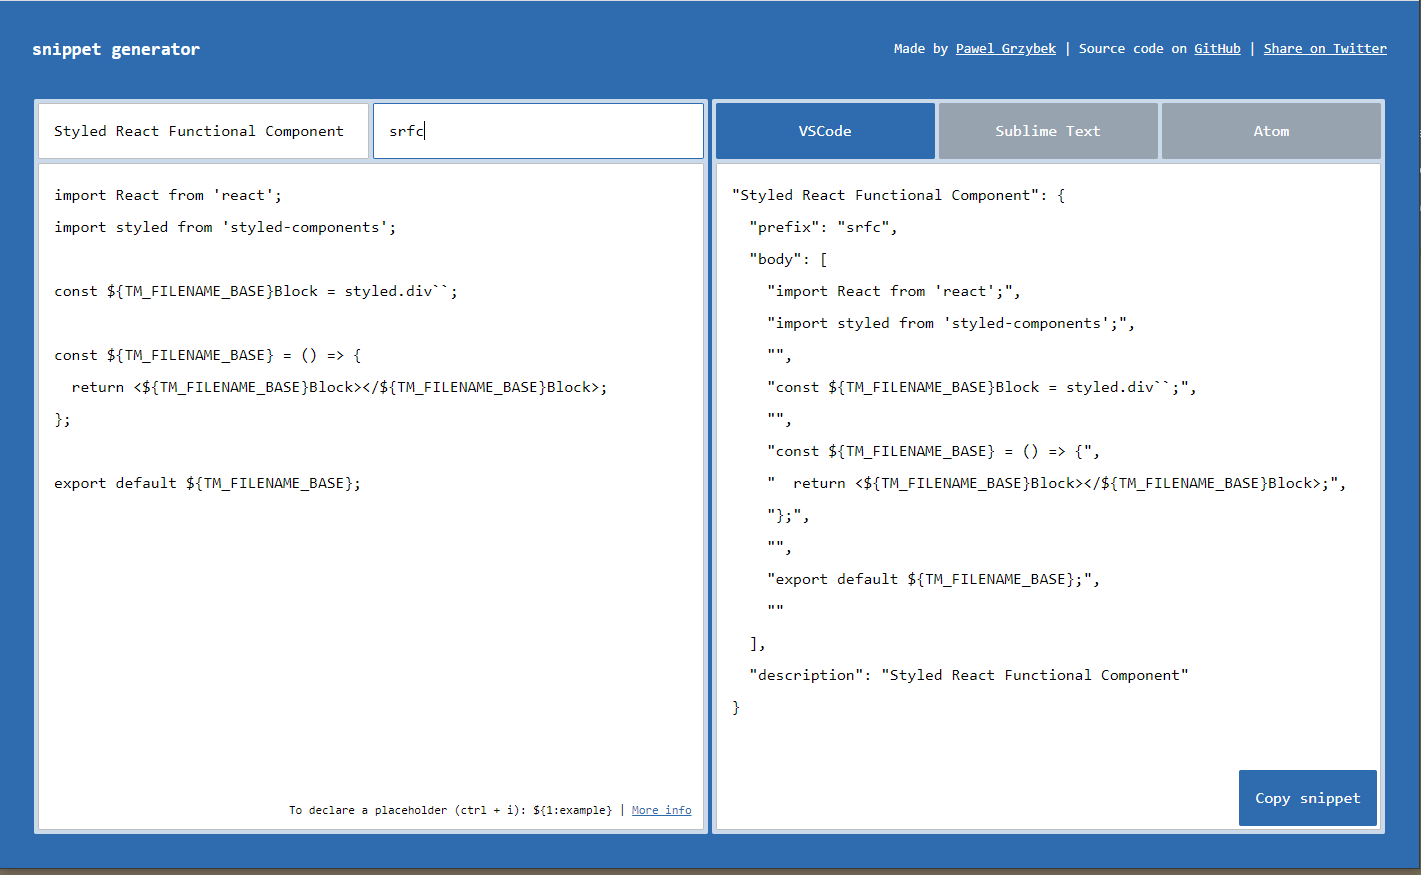 snippet generator
Made by Pawel Grzybek | Source code on GitHub | Share on Twitter
Styled React Functional Component
srfc
import React from 'react';
import styled from 'styled-components';
const ${TM_FILENAME_BASE}Block = styled.div``;
const ${TM_FILENAME_BASE} = () => {
  return <${TM_FILENAME_BASE}Block></${TM_FILENAME_BASE}Block>;
};
export default ${TM_FILENAME_BASE};
To declare a placeholder (ctrl + i): ${1:example} | More info
VSCode
Sublime Text
Atom
"Styled React Functional Component": {
  "prefix": "srfc",
  "body": [
    "import React from 'react';",
    "import styled from 'styled-components';",
    "",
    "const ${TM_FILENAME_BASE}Block = styled.div``;",
    "",
    "const ${TM_FILENAME_BASE} = () => {",
    "  return <${TM_FILENAME_BASE}Block></${TM_FILENAME_BASE}Block>;",
    "};",
    "",
    "export default ${TM_FILENAME_BASE};",
    ""
  ],
  "description": "Styled React Functional Component"
}
Copy snippet